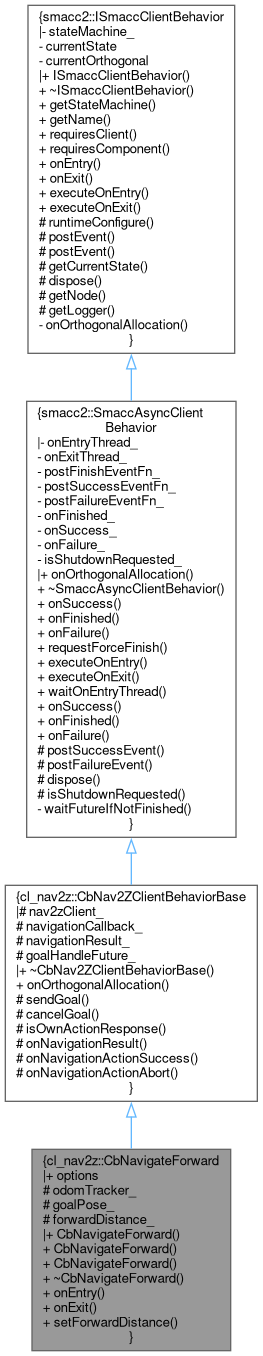 {smacc2::ISmaccClientBehavior
|- stateMachine_
- currentState
- currentOrthogonal
|+ ISmaccClientBehavior()
+ ~ISmaccClientBehavior()
+ getStateMachine()
+ getName()
+ requiresClient()
+ requiresComponent()
+ onEntry()
+ onExit()
+ executeOnEntry()
+ executeOnExit()
# runtimeConfigure()
# postEvent()
# postEvent()
# getCurrentState()
# dispose()
# getNode()
# getLogger()
- onOrthogonalAllocation()
}
{smacc2::SmaccAsyncClient
Behavior
|- onEntryThread_
- onExitThread_
- postFinishEventFn_
- postSuccessEventFn_
- postFailureEventFn_
- onFinished_
- onSuccess_
- onFailure_
- isShutdownRequested_
|+ onOrthogonalAllocation()
+ ~SmaccAsyncClientBehavior()
+ onSuccess()
+ onFinished()
+ onFailure()
+ requestForceFinish()
+ executeOnEntry()
+ executeOnExit()
+ waitOnEntryThread()
+ onSuccess()
+ onFinished()
+ onFailure()
# postSuccessEvent()
# postFailureEvent()
# dispose()
# isShutdownRequested()
- waitFutureIfNotFinished()
}
{cl_nav2z::CbNav2ZClientBehaviorBase
|# nav2zClient_
# navigationCallback_
# navigationResult_
# goalHandleFuture_
|+ ~CbNav2ZClientBehaviorBase()
+ onOrthogonalAllocation()
# sendGoal()
# cancelGoal()
# isOwnActionResponse()
# onNavigationResult()
# onNavigationActionSuccess()
# onNavigationActionAbort()
}
{cl_nav2z::CbNavigateForward
|+ options
# odomTracker_
# goalPose_
# forwardDistance_
|+ CbNavigateForward()
+ CbNavigateForward()
+ CbNavigateForward()
+ ~CbNavigateForward()
+ onEntry()
+ onExit()
+ setForwardDistance()
}